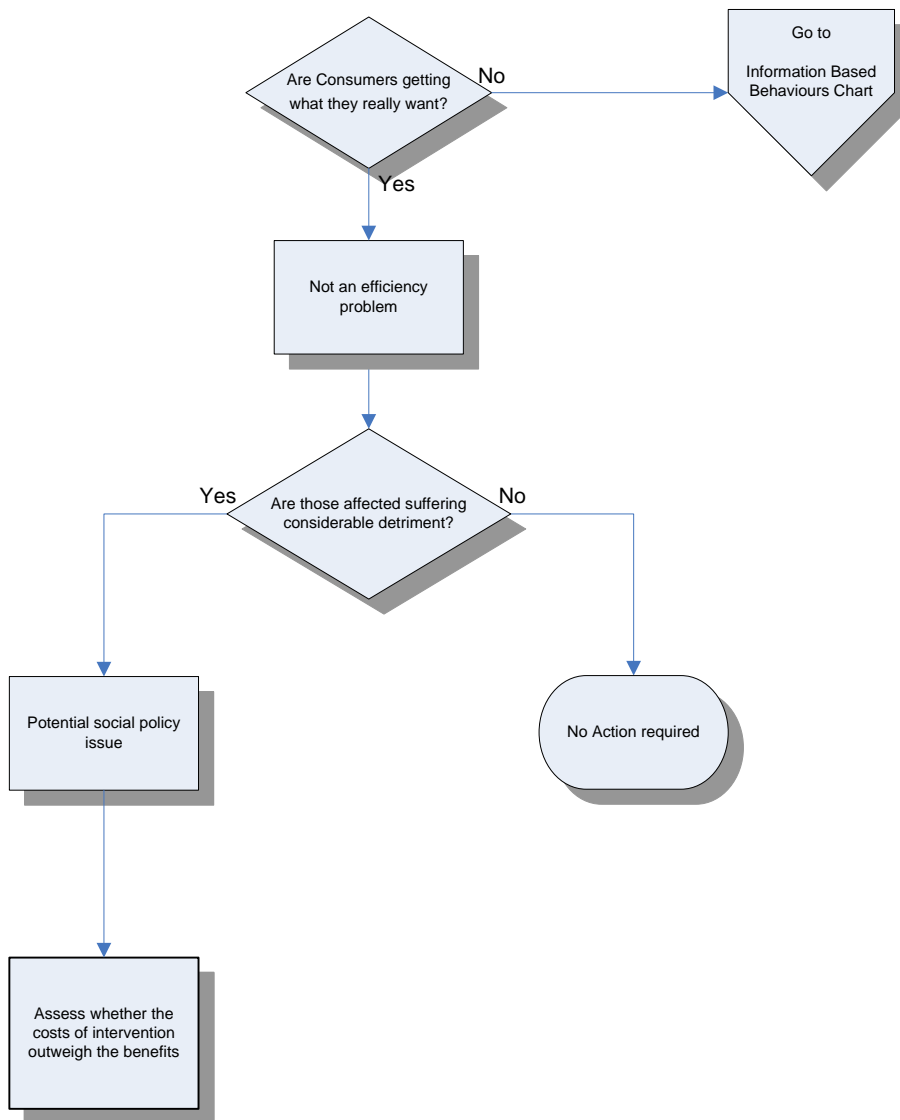 Are Consumers getting
what they really want?
No
Go to
Information Based
Behaviours Chart
Yes
Not an efficiency
problem
Yes
Are those affected suffering
considerable detriment?
No
Potential social policy
issue
No Action required
Assess whether the
costs of intervention
outweigh the benefits